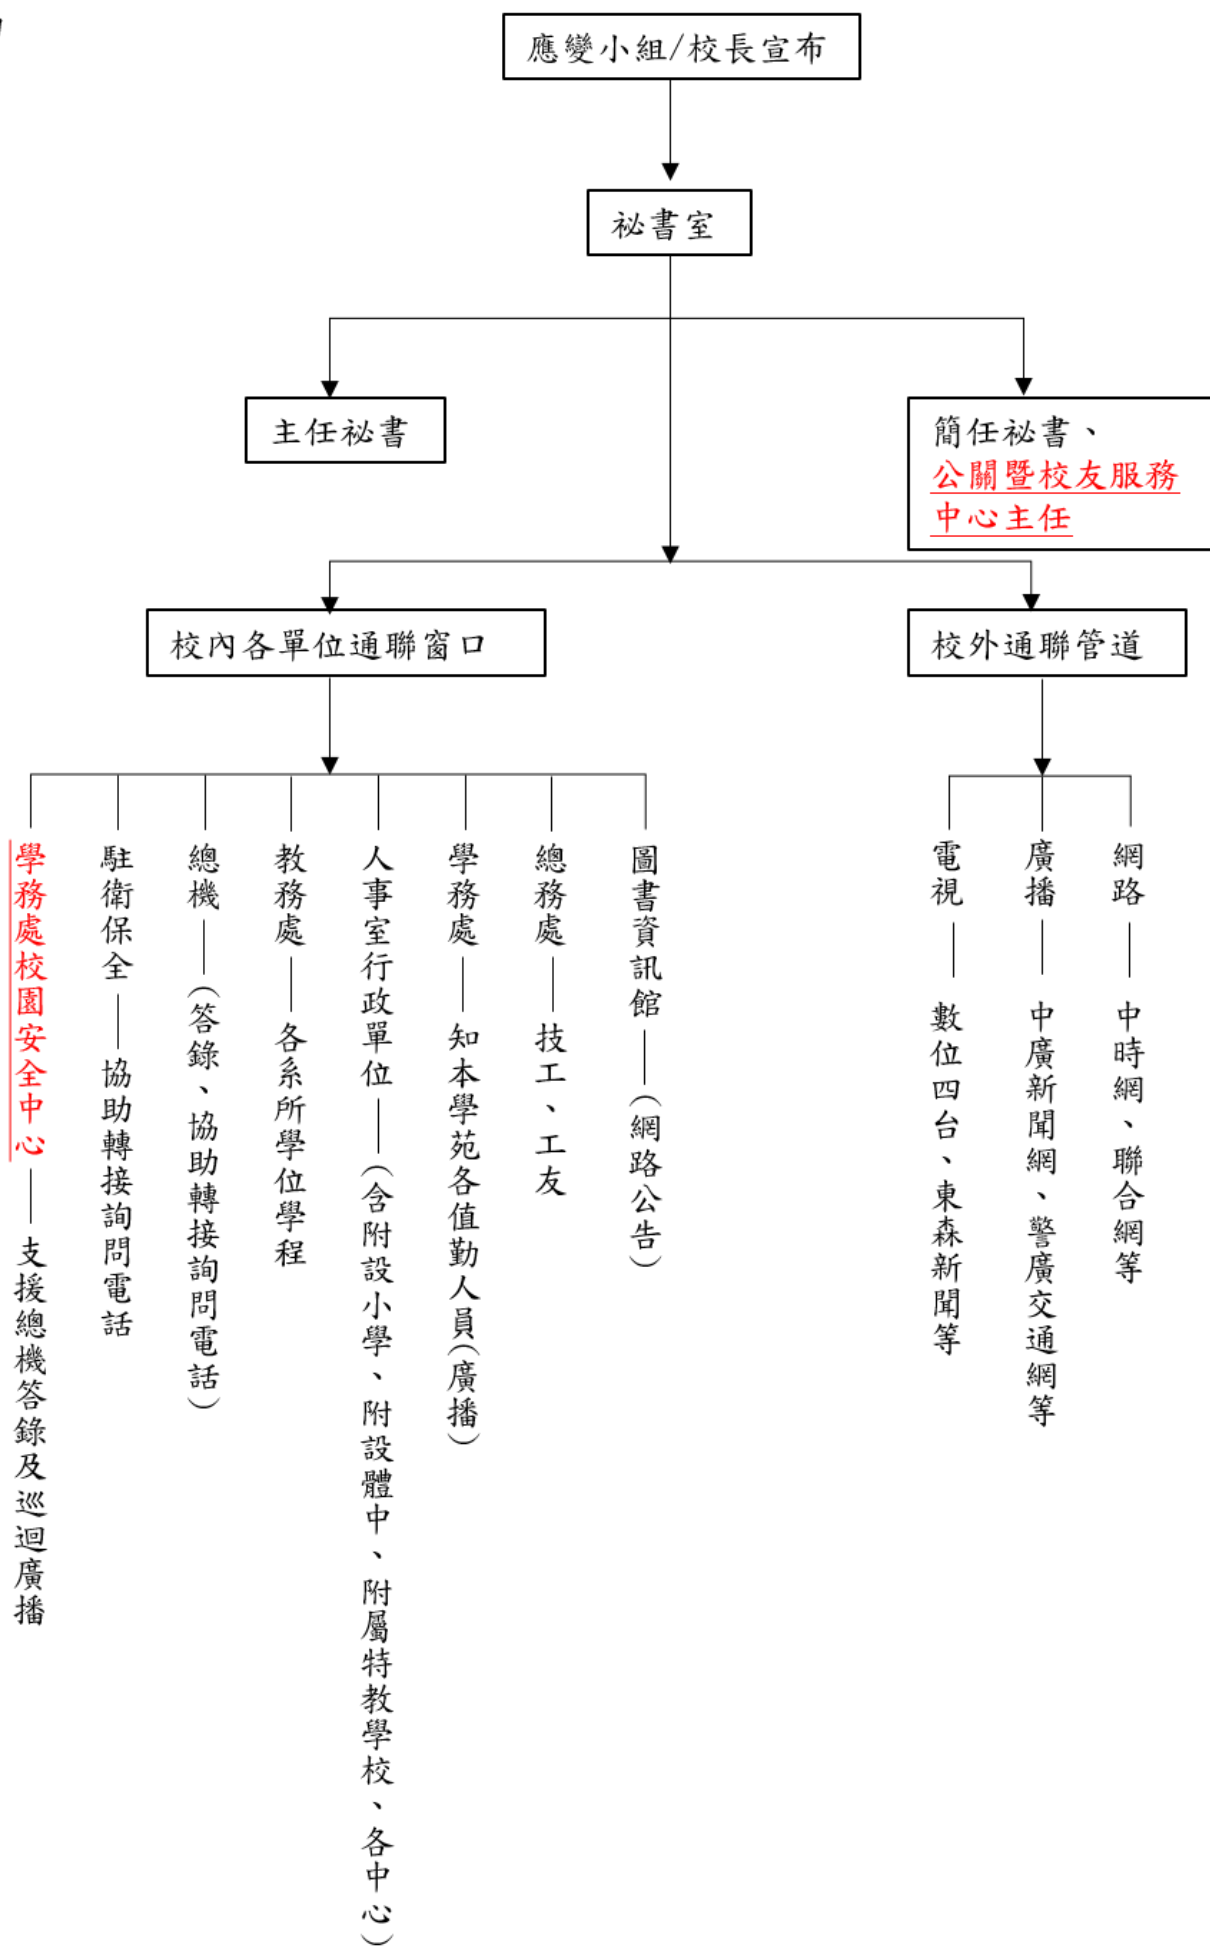 應變小組/校長宣布
祕書室
主任祕書
簡任祕書、
公關暨校友服務
中心主任
校內各單位通聯窗口
校外通聯管道
學務處校園安全中心——支援總機答錄及巡迴廣播
駐衛保全——協助轉接詢問電話
總機——(答錄、協助轉接詢問電話)
教務處——各系所學位學程
人事室行政單位——(含附設小學、附設體中、附屬特教學校、各中心)
學務處——知本學苑各值勤人員(廣播)
總務處——技工、工友
圖書資訊館——(網路公告)
電視——數位四台、東森新聞等
廣播——中廣新聞網、警廣交通網等
網路——中時網、聯合網等